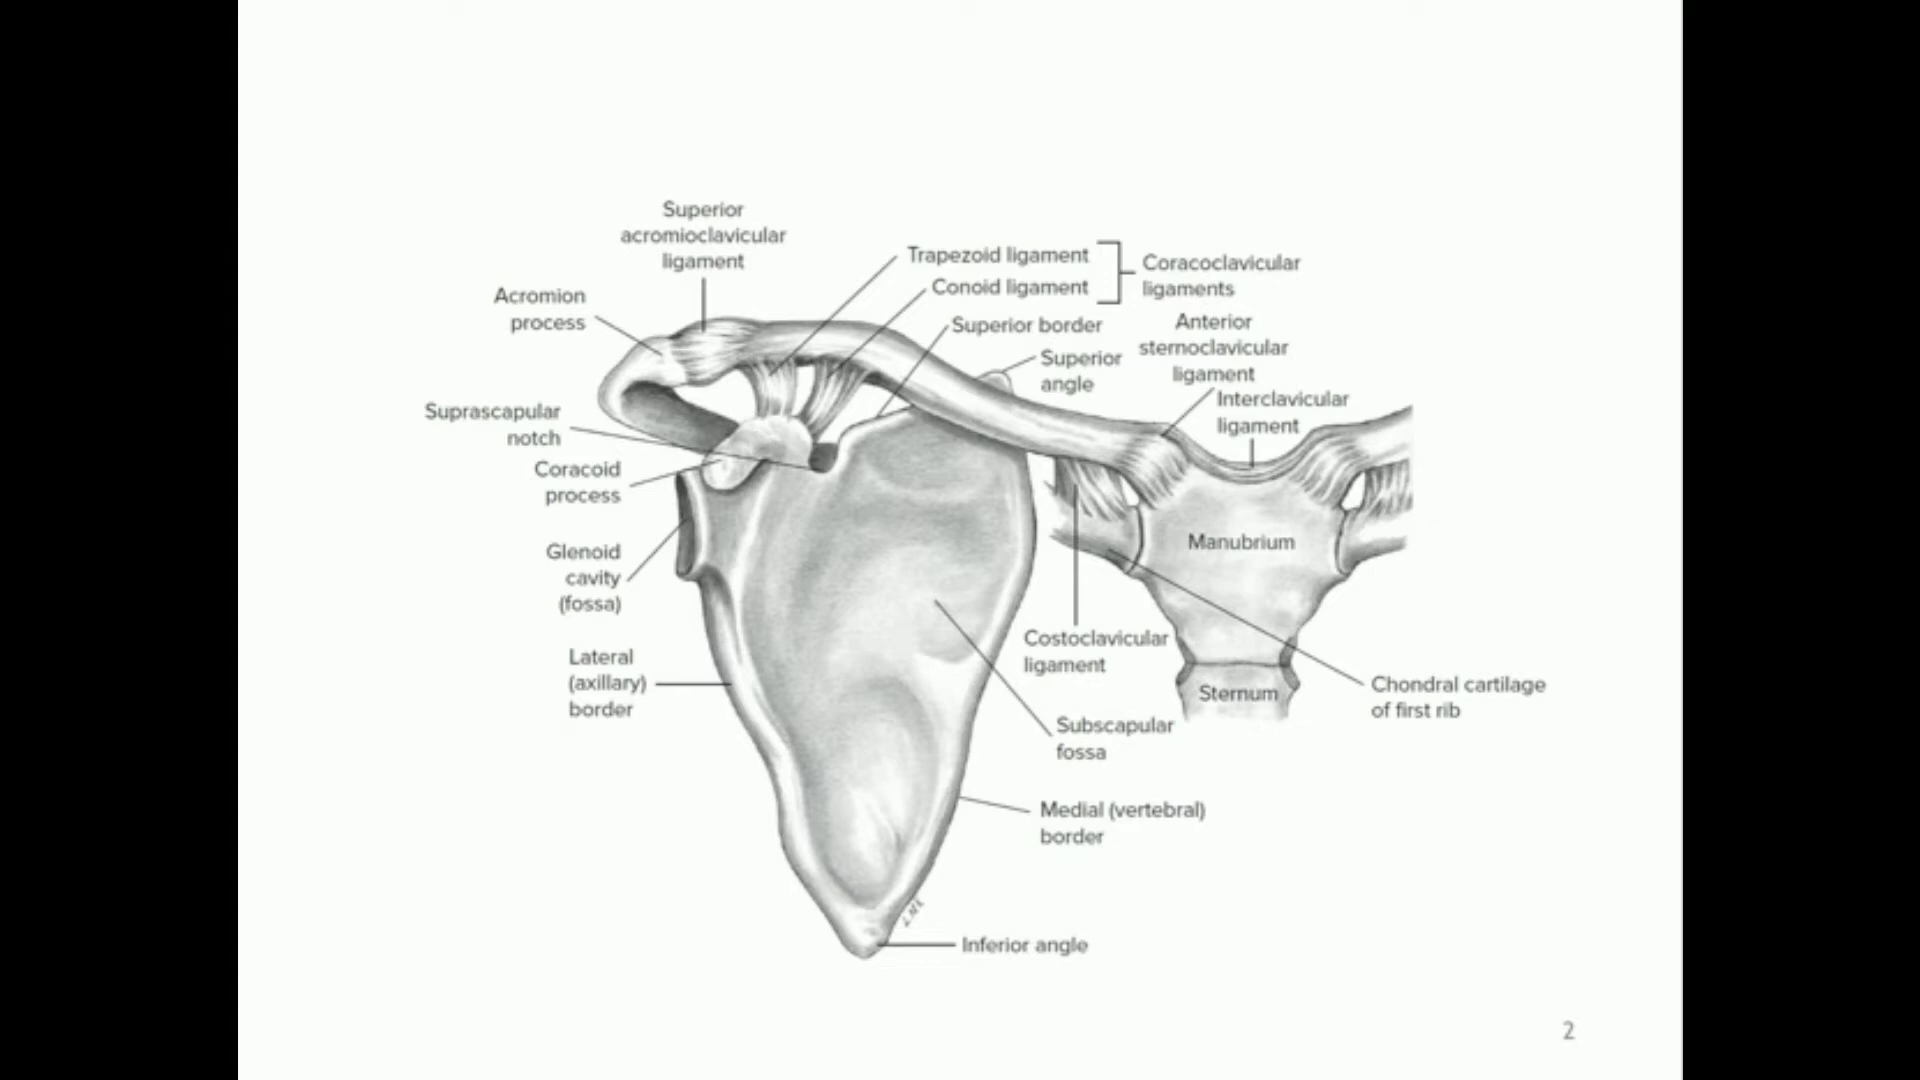 Superior
acromioclavicular
ligament
Trapezoid ligament
Conoid ligament
Coracoclavicular
ligaments
Acromion
process
Superior border
Superior
angle
Anterior
sternoclavicular
ligament
Interclavicular
ligament
Suprascapular
notch
Coracoid
process
Glenoid
cavity
(fossa)
Manubrium
Lateral
(axillary)
border
Costoclavicular
ligament
Sternum
Chondral cartilage
of first rib
Subscapular
fossa
Medial (vertebral)
border
Inferior angle
2